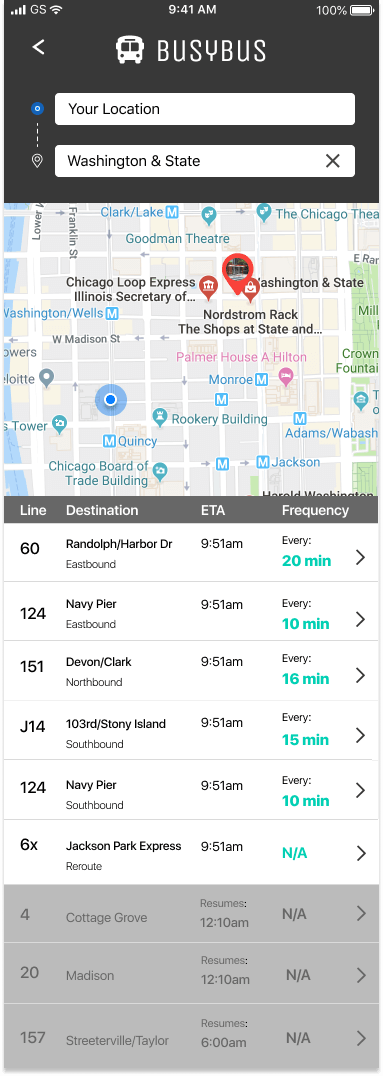 GS 9:41 AM 100%
BUSYBUS
Your Location
Washington & State
Lower
Franklin St
Clark/Lake M
The Chicago Thea
Goodman Theatre
E Rar
Chicago Loop Express
Illinois Secretary of...
Washington & State
Nordstrom Rack
The Shops at State and...
Washington/Wells M
Mill
W Madison St
owers
Palmer House A Hilton
Crown
Fountai
eloitte
Monroe M
M
The
Institu
s Tower
Rookery Building
M
Adams/Wabash
M Quincy
Chicago Board of
Trade Building
M
M Jackson
Harold Washington
Line Destination ETA Frequency
60 Randolph/Harbor Dr 9:51am Every:
Eastbound 20 min
124 Navy Pier 9:51am Every:
Eastbound 10 min
151 Devon/Clark 9:51am Every:
Northbound 16 min
J14 103rd/Stony Island 9:51am Every:
Southbound 15 min
124 Navy Pier 9:51am Every:
Southbound 10 min
6x Jackson Park Express 9:51am N/A
Reroute
4 Cottage Grove Resumes: N/A
12:10am
20 Madison Resumes: N/A
12:10am
157 Streeterville/Taylor Resumes: N/A
6:00am